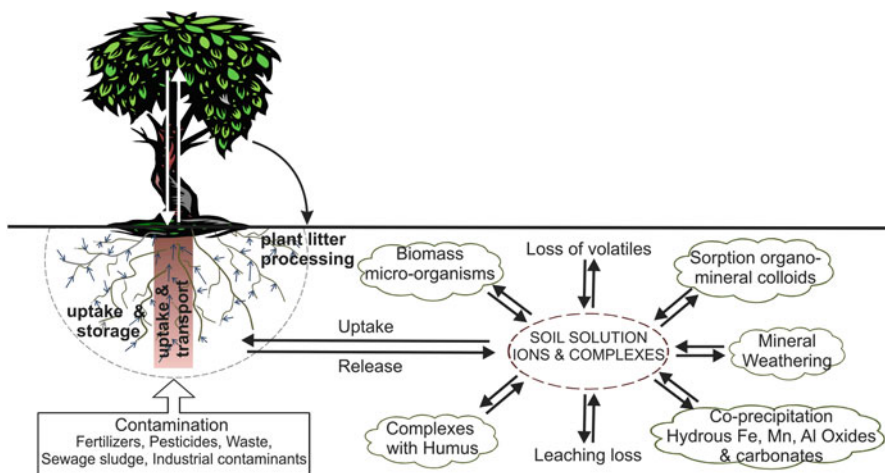 plant litter
processing
uptake &
storage
uptake &
transport
Contamination
Fertilizers, Pesticides, Waste,
Sewage sludge, Industrial contaminants
Uptake
Release
Biomass
micro-organisms
Loss of volatiles
Sorption organo-
mineral colloids
SOIL SOLUTION
IONS & COMPLEXES
Mineral
Weathering
Complexes
with Humus
Leaching loss
Co-precipitation
Hydrous Fe, Mn, Al Oxides
& carbonates